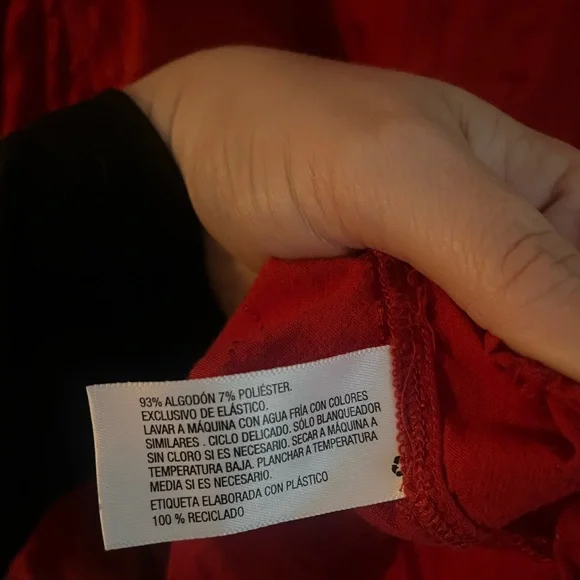 93% ALGODÓN 7% POLIÉSTER.
EXCLUSIVO DE ELÁSTICO.
LAVAR A MÁQUINA CON AGUA FRÍA CON COLORES
SIMILARES . CICLO DELICADO. SÓLO BLANQUEADOR
SIN CLORO SI ES NECESARIO. SECAR A MÁQUINA A
TEMPERATURA BAJA. PLANCHAR A TEMPERATURA
MEDIA SI ES NECESARIO.
ETIQUETA ELABORADA CON PLÁSTICO
100 % RECICLADO